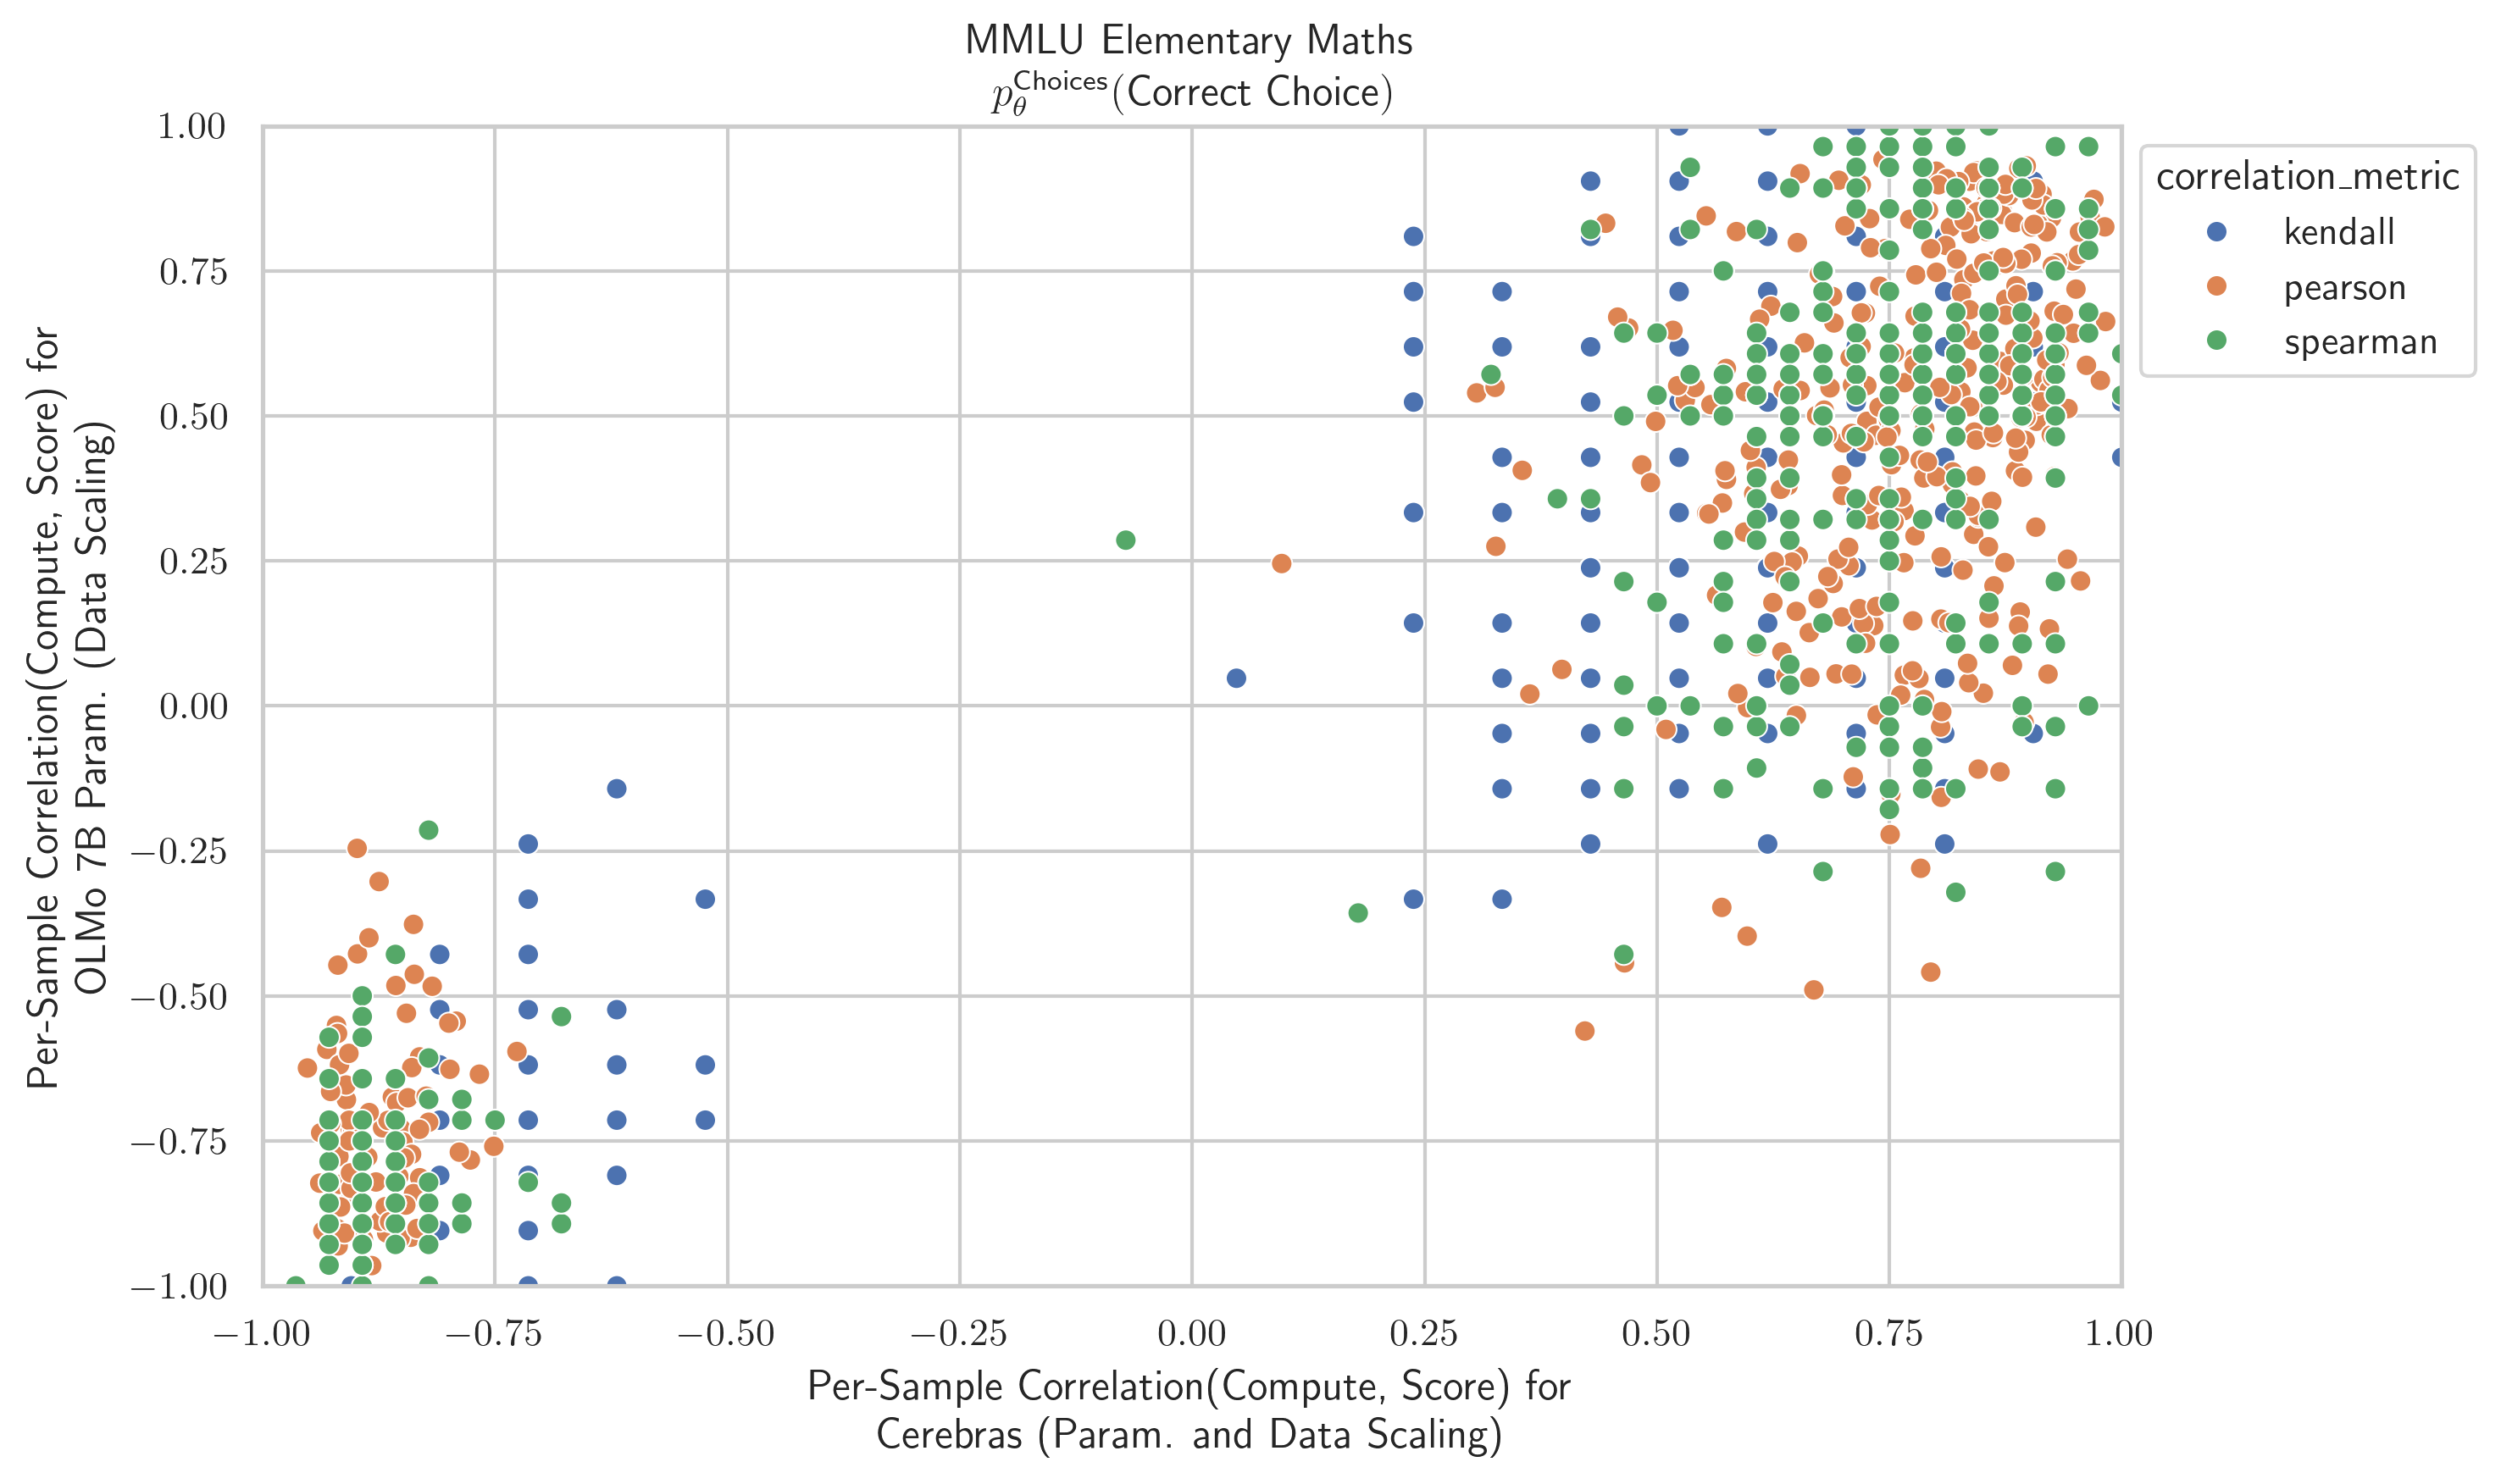 MMLU Elementary Maths
p_θ^Choices(Correct Choice)
Per-Sample Correlation(Compute, Score) for
OLMo 7B Param. (Data Scaling)
1.00
0.75
0.50
0.25
0.00
−0.25
−0.50
−0.75
−1.00
−1.00 −0.75 −0.50 −0.25 0.00 0.25 0.50 0.75 1.00
Per-Sample Correlation(Compute, Score) for
Cerebras (Param. and Data Scaling)
correlation_metric
kendall
pearson
spearman